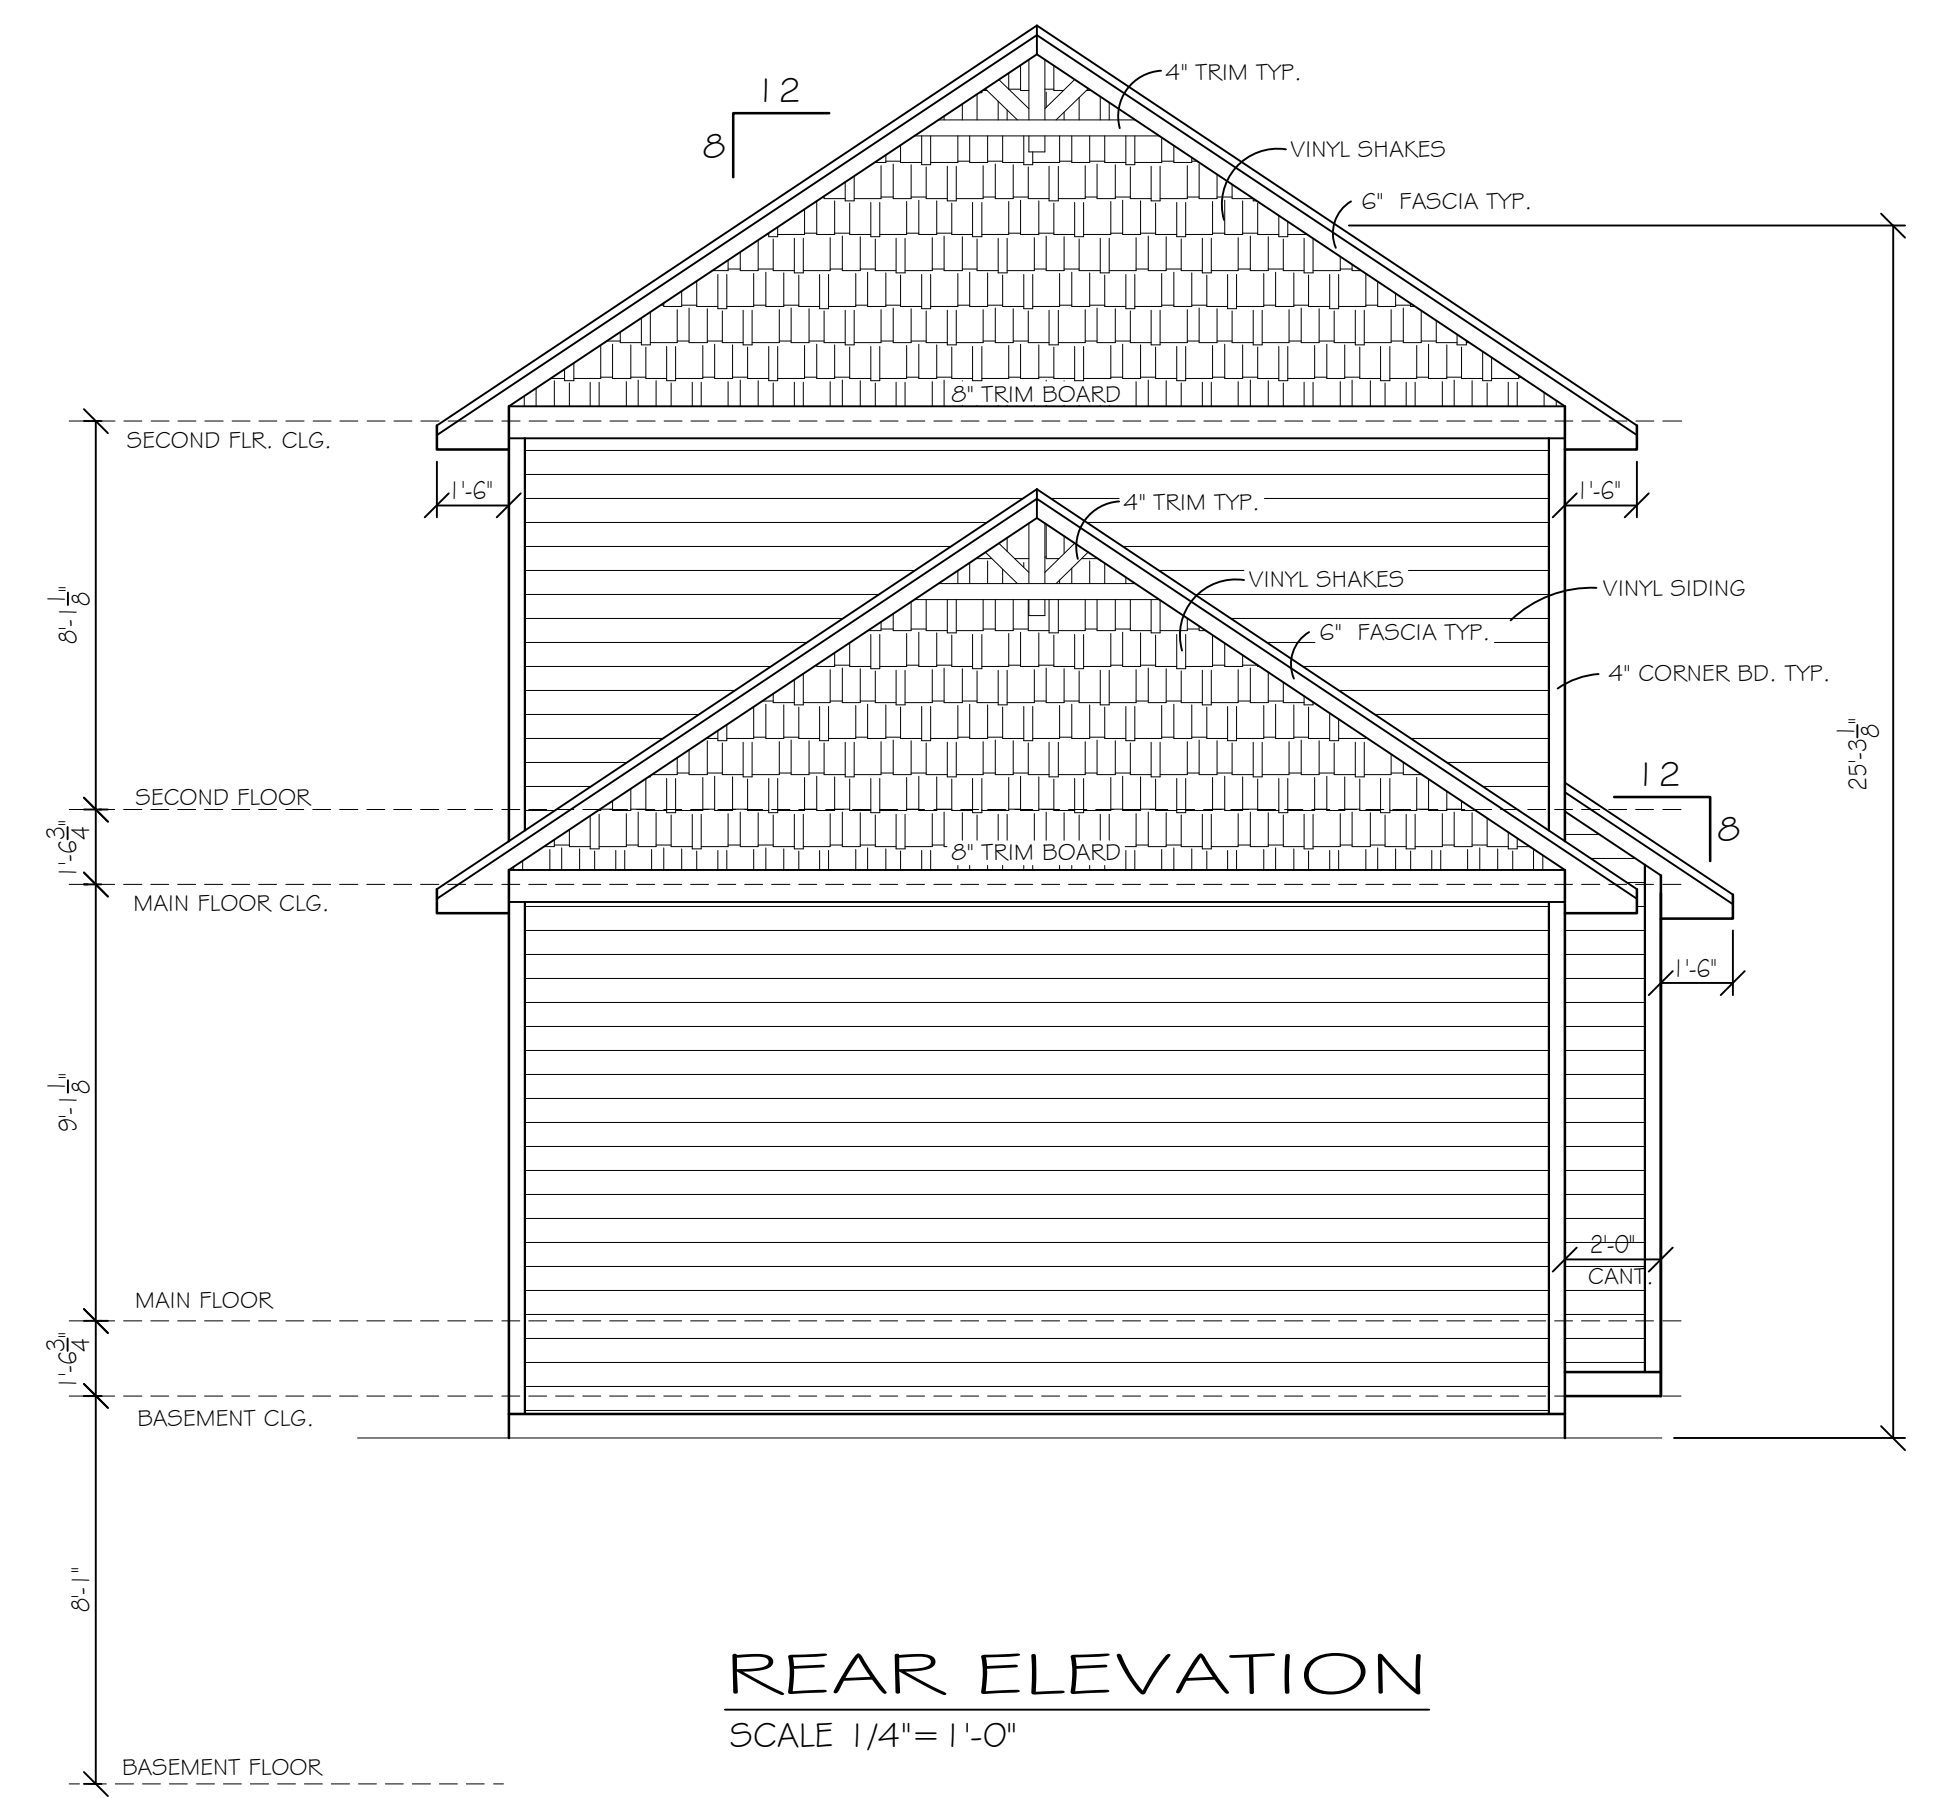 12
8
4" TRIM TYP.
VINYL SHAKES
6" FASCIA TYP.
8" TRIM BOARD
SECOND FLR. CLG.
1'-6"
1'-6"
4" TRIM TYP.
VINYL SHAKES
VINYL SIDING
8'-1 1/8"
6" FASCIA TYP.
4" CORNER BD. TYP.
25'-3 1/8"
12
8
SECOND FLOOR
1'-6 3/4"
8" TRIM BOARD
MAIN FLOOR CLG.
1'-6"
9'-1 1/8"
2'-0"
CANT.
MAIN FLOOR
1'-6 3/4"
BASEMENT CLG.
8'-1"
REAR ELEVATION
SCALE 1/4"=1'-0"
BASEMENT FLOOR